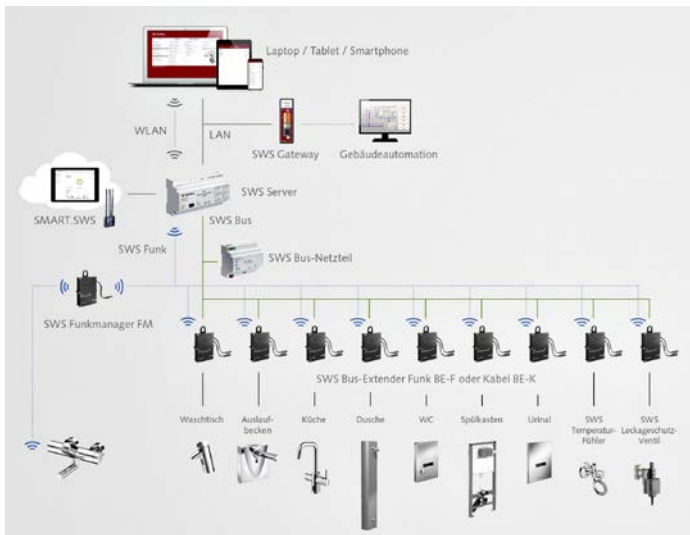 Laptop / Tablet / Smartphone
WLAN
LAN
SWS Gateway
Gebäudeautomation
SWS Server
SMART.SWS
SWS Bus
SWS Funk
SWS Bus-Netzteil
SWS Funkmanager FM
SWS Bus-Extender Funk BE-F oder Kabel BE-K
Waschtisch
Auslauf-
becken
Küche
Dusche
WC
Spülkasten
Urinal
SWS
Temperatur-
Fühler
SWS
Leckageschutz-
Ventil